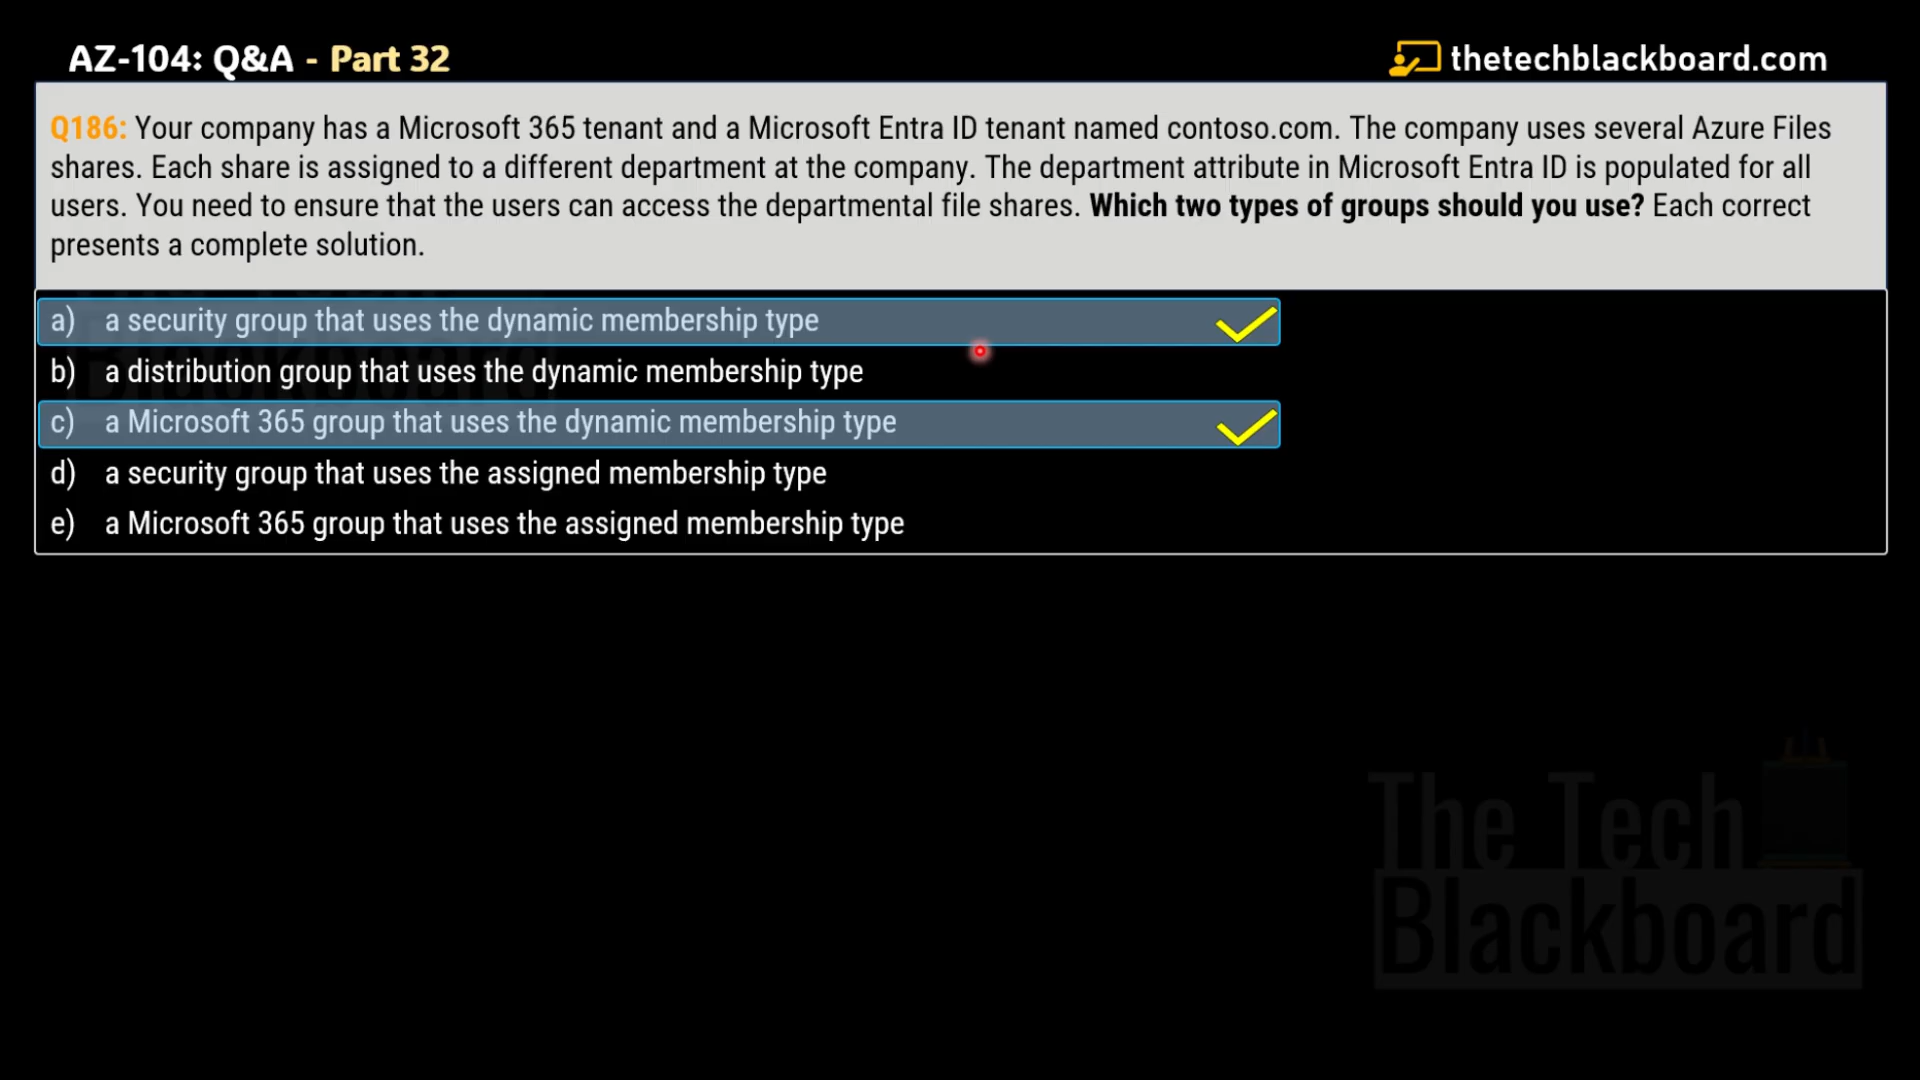 AZ-104: Q&A - Part 32
thetechblackboard.com
Q186: Your company has a Microsoft 365 tenant and a Microsoft Entra ID tenant named contoso.com. The company uses several Azure Files
shares. Each share is assigned to a different department at the company. The department attribute in Microsoft Entra ID is populated for all
users. You need to ensure that the users can access the departmental file shares. Which two types of groups should you use? Each correct
presents a complete solution.
a) a security group that uses the dynamic membership type
b) a distribution group that uses the dynamic membership type
c) a Microsoft 365 group that uses the dynamic membership type
d) a security group that uses the assigned membership type
e) a Microsoft 365 group that uses the assigned membership type
The Tech
Blackboard